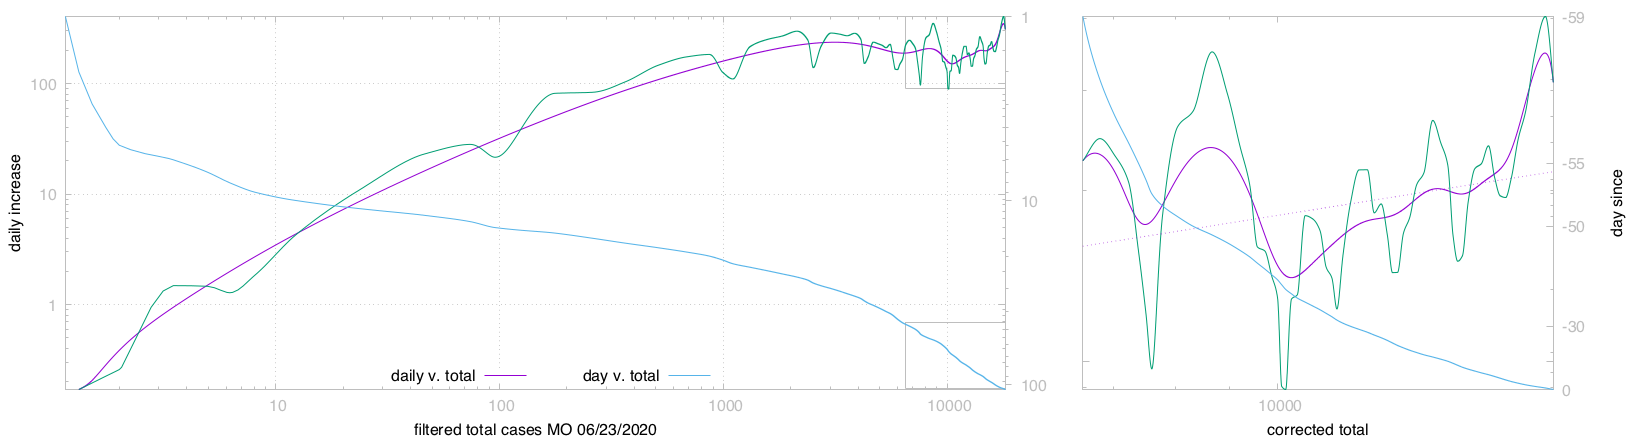 daily increase
100
10
1
daily v. total
day v. total
10
100
1000
10000
filtered total cases MO 06/23/2020
1
10
100
-59
-55
-50
-30
0
day since
10000
corrected total